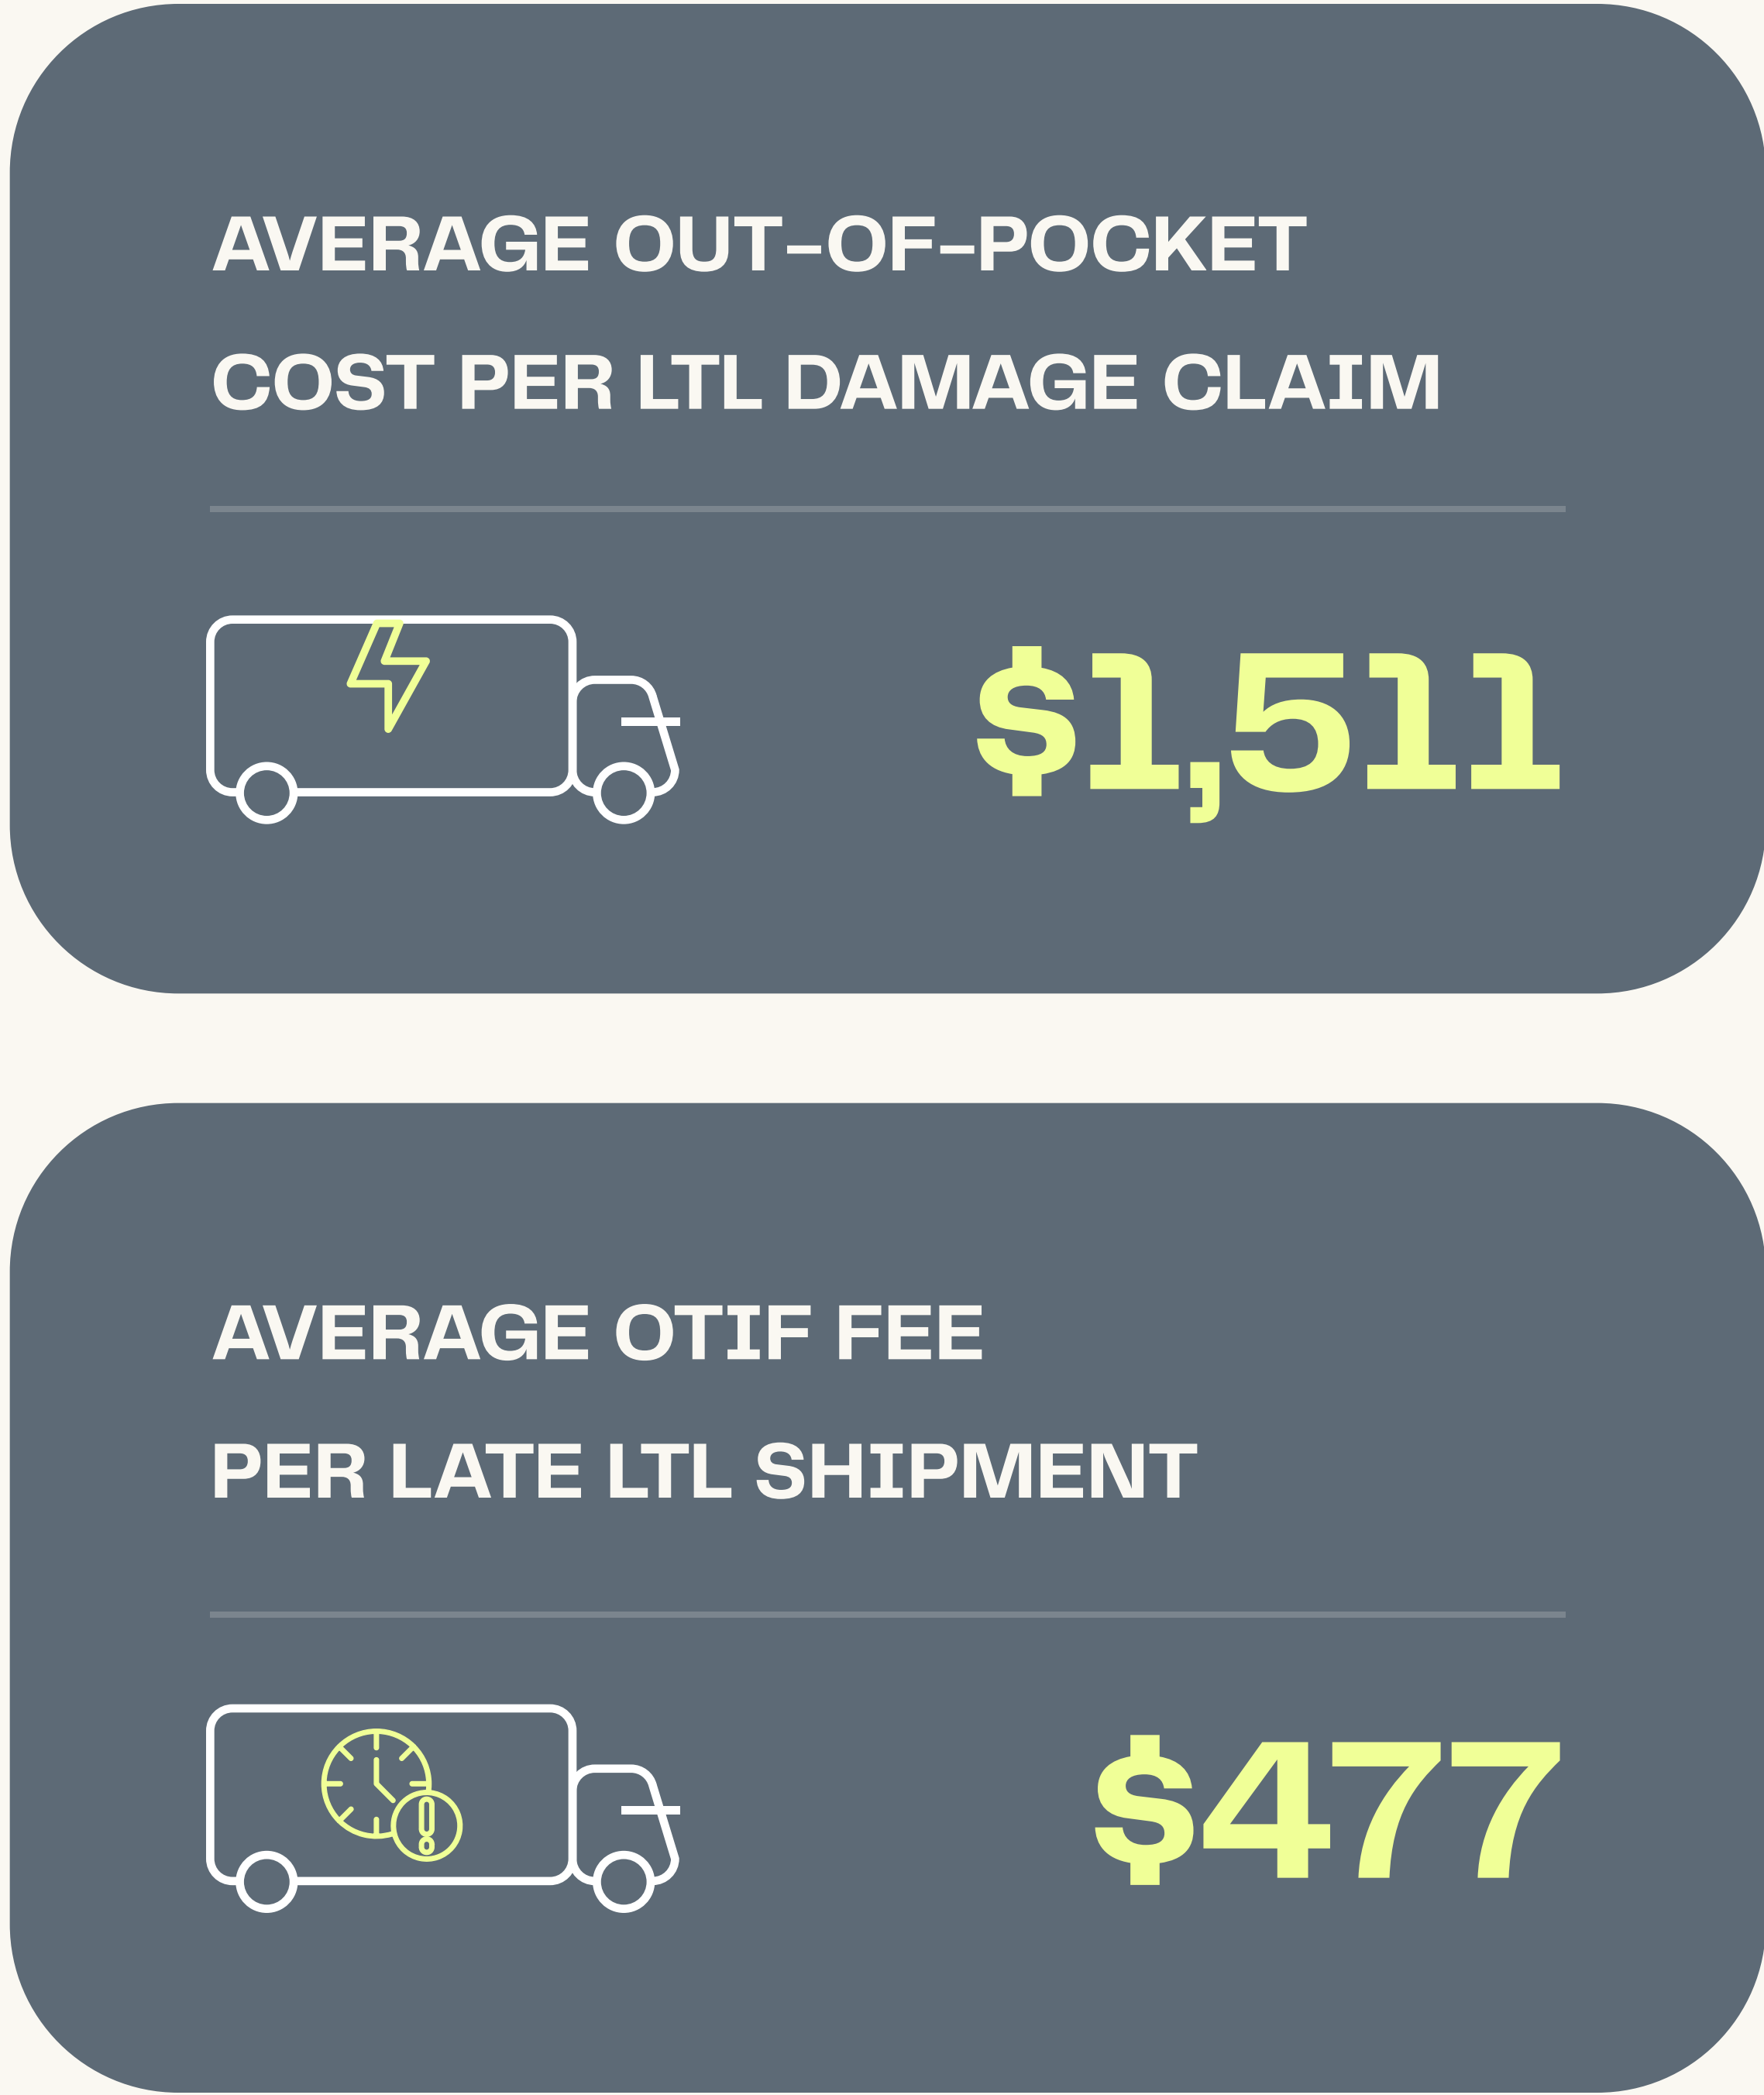 AVERAGE OUT-OF-POCKET
COST PER LTL DAMAGE CLAIM
$1,511
AVERAGE OTIF FEE
PER LATE LTL SHIPMENT
$477